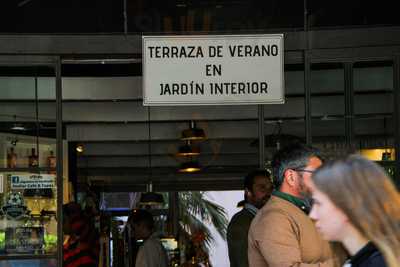 TERRAZA DE VERANO
EN
JARDÍN INTERIOR